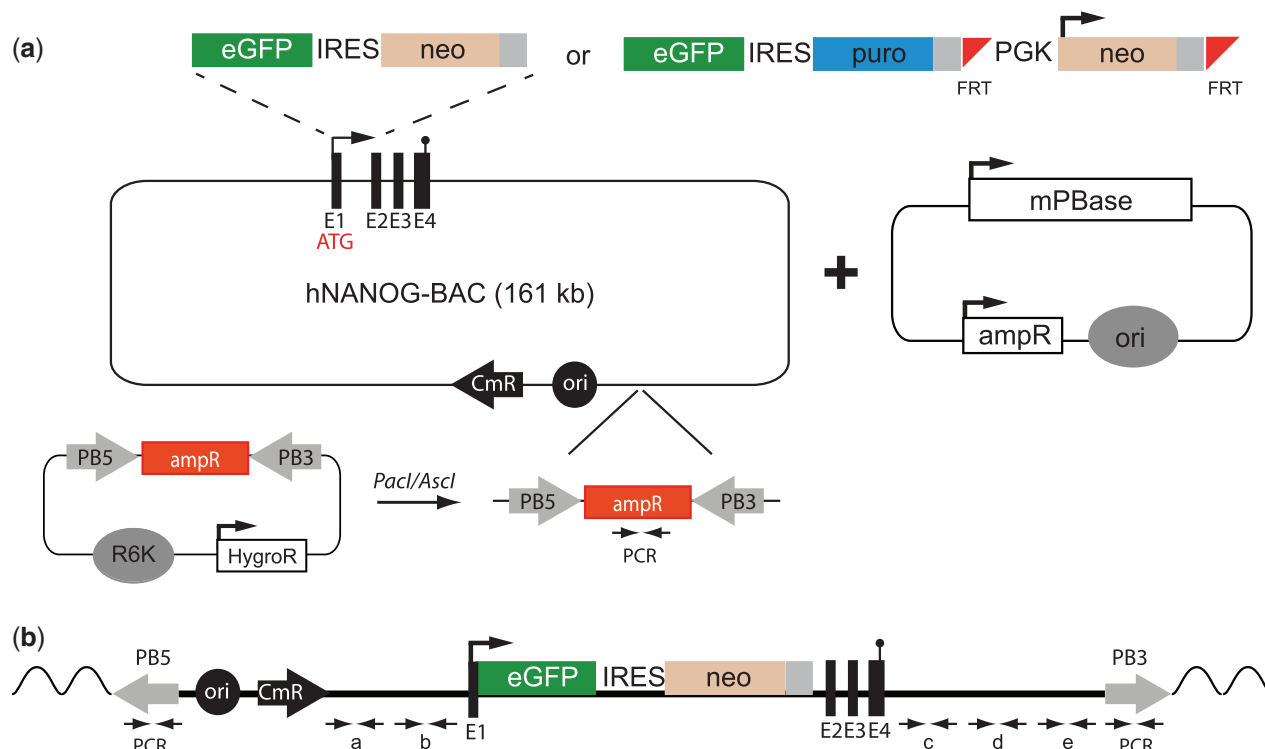 (a)
eGFP IRES neo or eGFP IRES puro PGK neo
FRT FRT
E1 E2 E3 E4
ATG
mPBase
hNANOG-BAC (161 kb)
+
ampR ori
CmR ori
PB5 ampR PB3
PacI/AscI
PB5 ampR PB3
R6K HygroR
PCR
(b)
PB5 PB3
ori CmR eGFP IRES neo
E1 E2 E3 E4
PCR a b c d e PCR